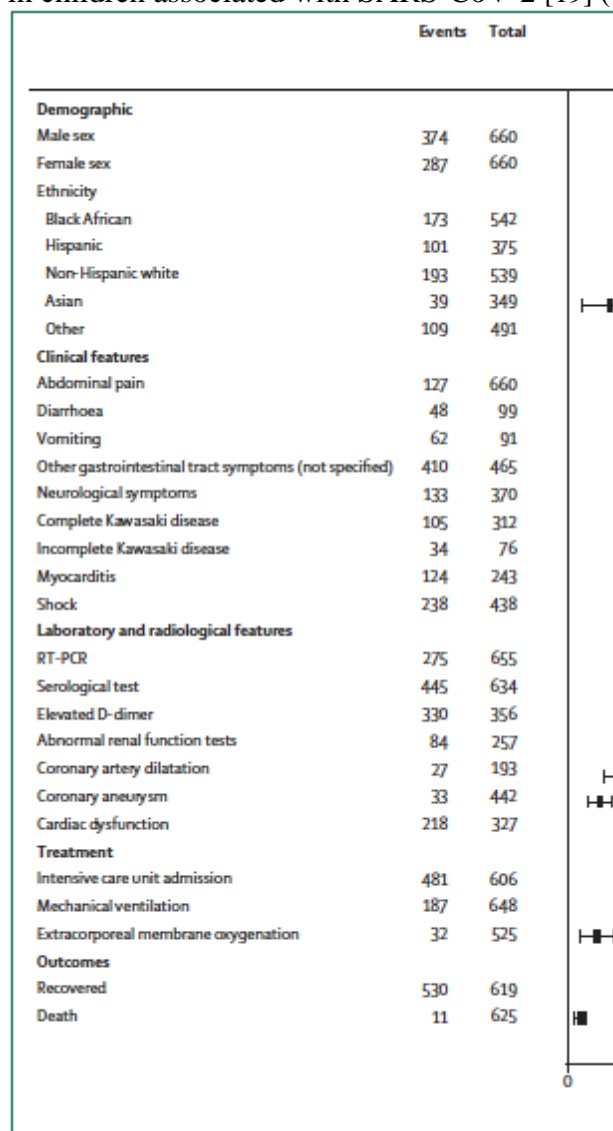 in children associated with SARS-CoV-2 [19] (
Events Total
Demographic
Male sex 374 660
Female sex 287 660
Ethnicity
Black African 173 542
Hispanic 101 375
Non-Hispanic white 193 539
Asian 39 349
Other 109 491
Clinical features
Abdominal pain 127 660
Diarrhoea 48 99
Vomiting 62 91
Other gastrointestinal tract symptoms (not specified) 410 465
Neurological symptoms 133 370
Complete Kawasaki disease 105 312
Incomplete Kawasaki disease 34 76
Myocarditis 124 243
Shock 238 438
Laboratory and radiological features
RT-PCR 275 655
Serological test 445 634
Elevated D-dimer 330 356
Abnormal renal function tests 84 257
Coronary artery dilatation 27 193
Coronary aneurysm 33 442
Cardiac dysfunction 218 327
Treatment
Intensive care unit admission 481 606
Mechanical ventilation 187 648
Extracorporeal membrane oxygenation 32 525
Outcomes
Recovered 530 619
Death 11 625
0